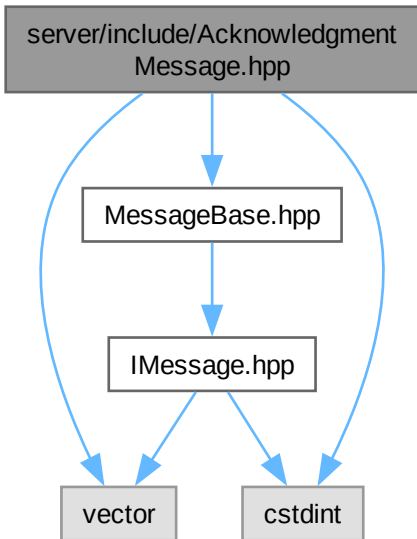 server/include/Acknowledgment
Message.hpp
MessageBase.hpp
IMessage.hpp
vector
cstdint